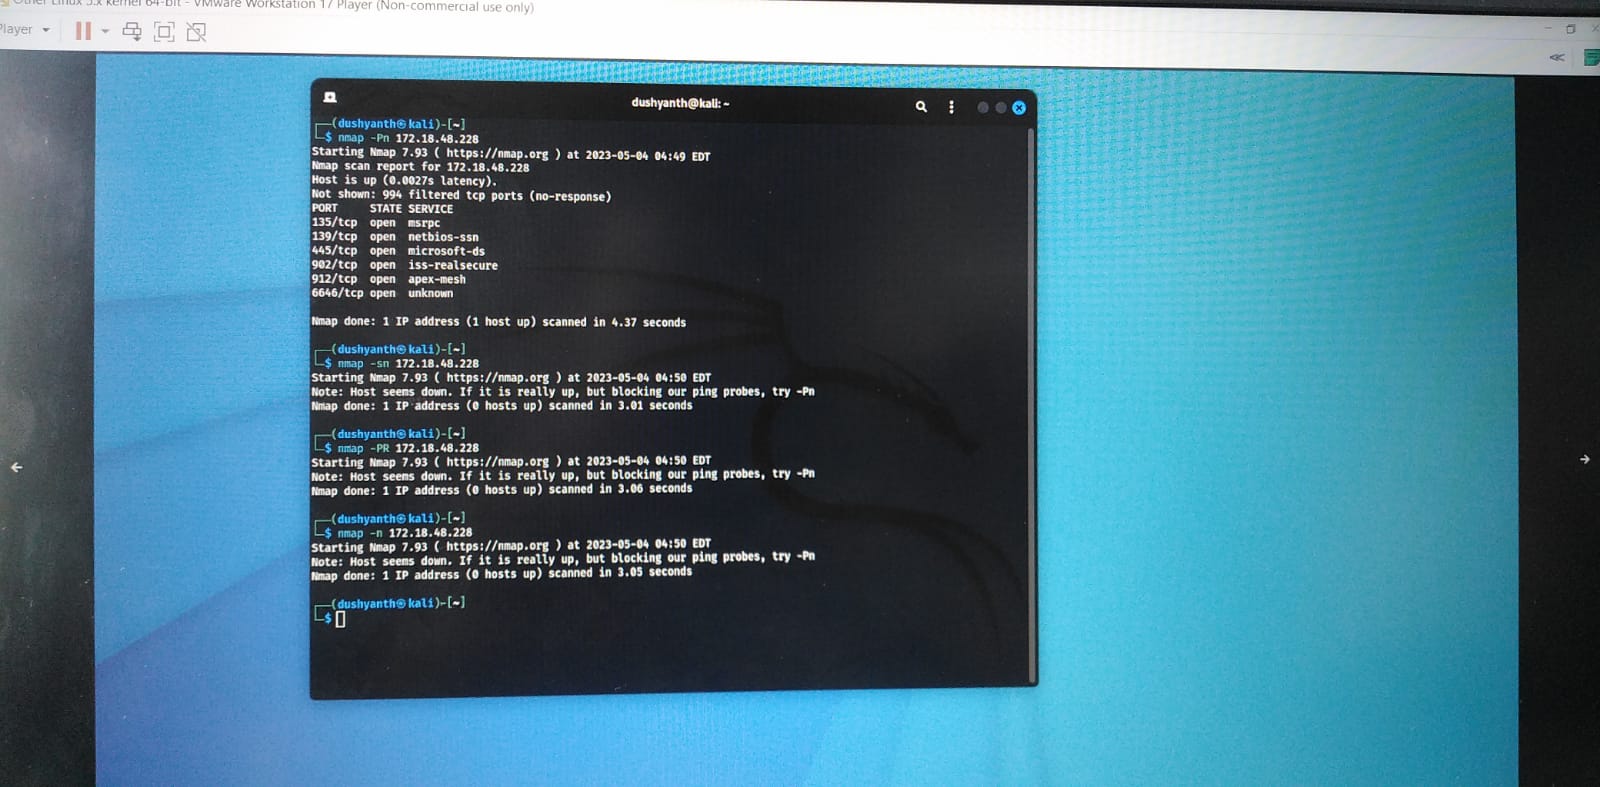 Other Linux 5.x kernel 64-bit - VMware Workstation 17 Player (Non-commercial use only)
Player
dushyanth@kali: ~
(dushyanth㉿kali)-[~]
$ nmap -Pn 172.18.48.228
Starting Nmap 7.93 ( https://nmap.org ) at 2023-05-04 04:49 EDT
Nmap scan report for 172.18.48.228
Host is up (0.0027s latency).
Not shown: 994 filtered tcp ports (no-response)
PORT     STATE SERVICE
135/tcp  open  msrpc
139/tcp  open  netbios-ssn
445/tcp  open  microsoft-ds
902/tcp  open  iss-realsecure
912/tcp  open  apex-mesh
6646/tcp open  unknown
Nmap done: 1 IP address (1 host up) scanned in 4.37 seconds
(dushyanth㉿kali)-[~]
$ nmap -sn 172.18.48.228
Starting Nmap 7.93 ( https://nmap.org ) at 2023-05-04 04:50 EDT
Note: Host seems down. If it is really up, but blocking our ping probes, try -Pn
Nmap done: 1 IP address (0 hosts up) scanned in 3.01 seconds
(dushyanth㉿kali)-[~]
$ nmap -PR 172.18.48.228
Starting Nmap 7.93 ( https://nmap.org ) at 2023-05-04 04:50 EDT
Note: Host seems down. If it is really up, but blocking our ping probes, try -Pn
Nmap done: 1 IP address (0 hosts up) scanned in 3.06 seconds
(dushyanth㉿kali)-[~]
$ nmap -n 172.18.48.228
Starting Nmap 7.93 ( https://nmap.org ) at 2023-05-04 04:50 EDT
Note: Host seems down. If it is really up, but blocking our ping probes, try -Pn
Nmap done: 1 IP address (0 hosts up) scanned in 3.05 seconds
(dushyanth㉿kali)-[~]
$